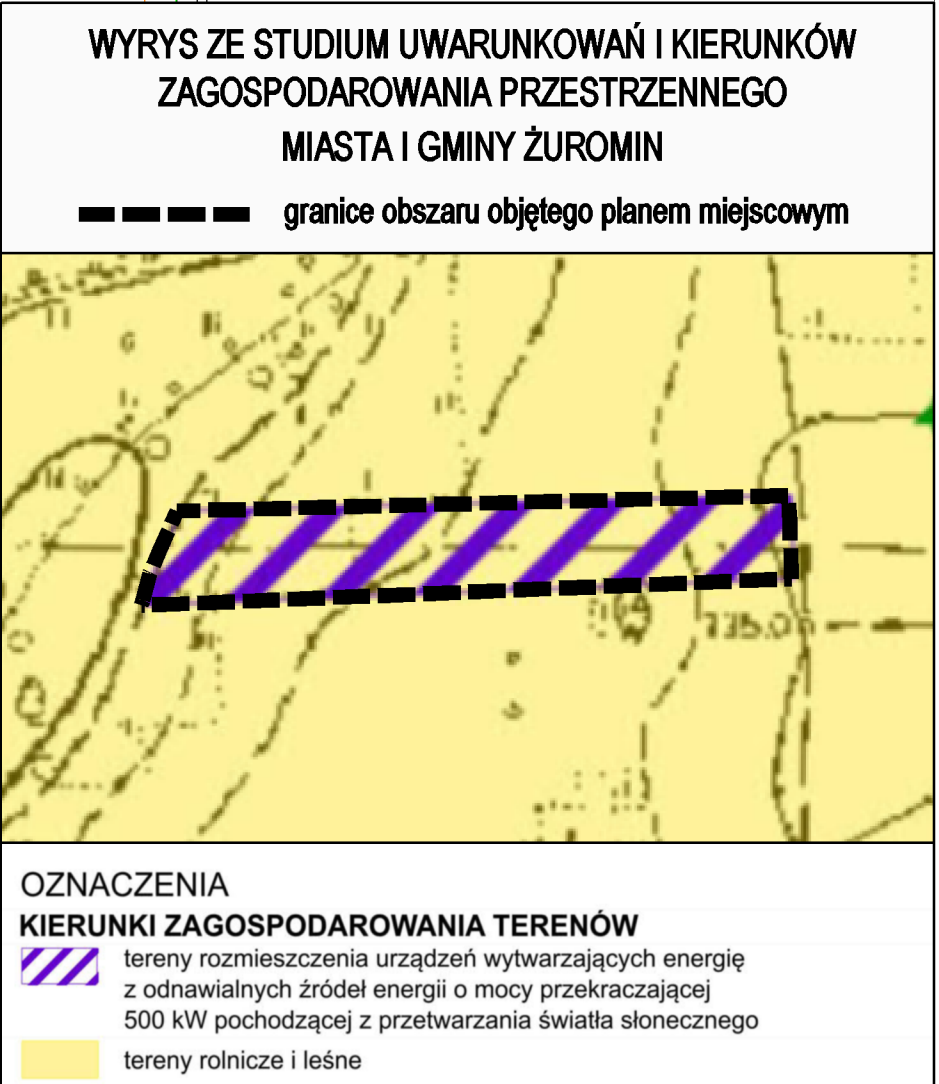 WYRYS ZE STUDIUM UWARUNKOWAŃ I KIERUNKÓW
ZAGOSPODAROWANIA PRZESTRZENNEGO
MIASTA I GMINY ŻUROMIN
granice obszaru objętego planem miejscowym
OZNACZENIA
KIERUNKI ZAGOSPODAROWANIA TERENÓW
tereny rozmieszczenia urządzeń wytwarzających energię
z odnawialnych źródeł energii o mocy przekraczającej
500 kW pochodzącej z przetwarzania światła słonecznego
tereny rolnicze i leśne